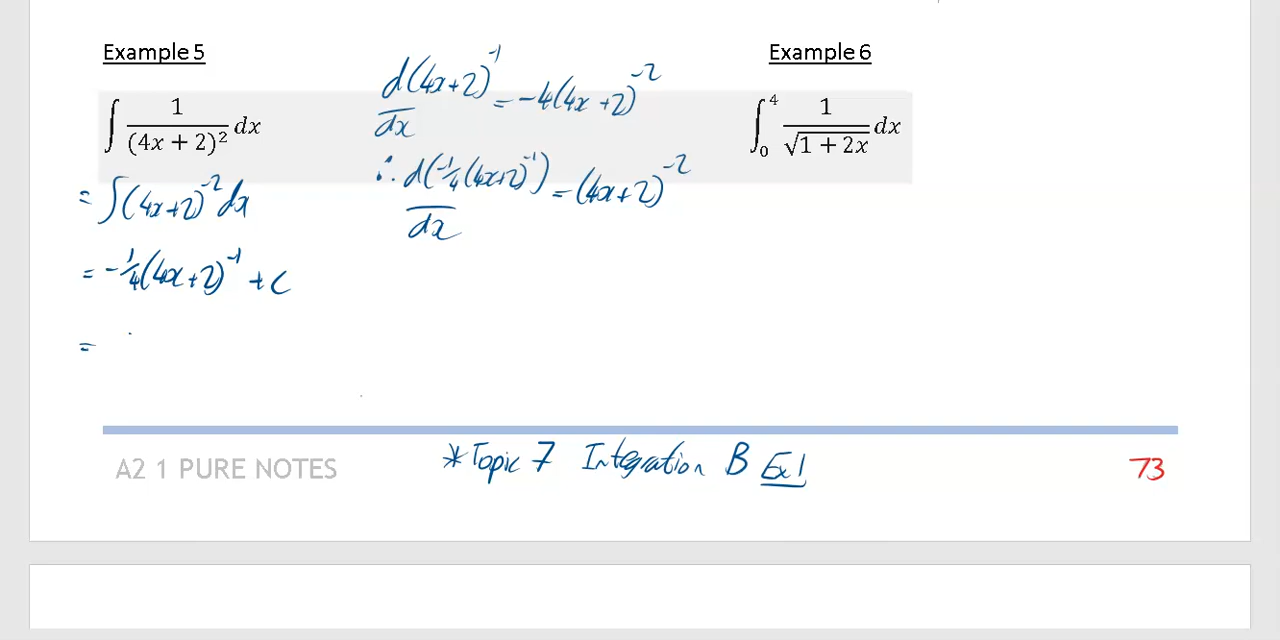 Example 5
∫ 1/(4x + 2)² dx
= ∫(4x+2)⁻² dx
= -¼(4x+2)⁻¹ + c
=
d(4x+2)⁻¹/dx = -4(4x+2)⁻²
∴ d(-¼(4x+2)⁻¹)/dx = (4x+2)⁻²
Example 6
∫₀⁴ 1/√(1 + 2x) dx
A2 1 PURE NOTES
*Topic 7 Integration B Ex1
73